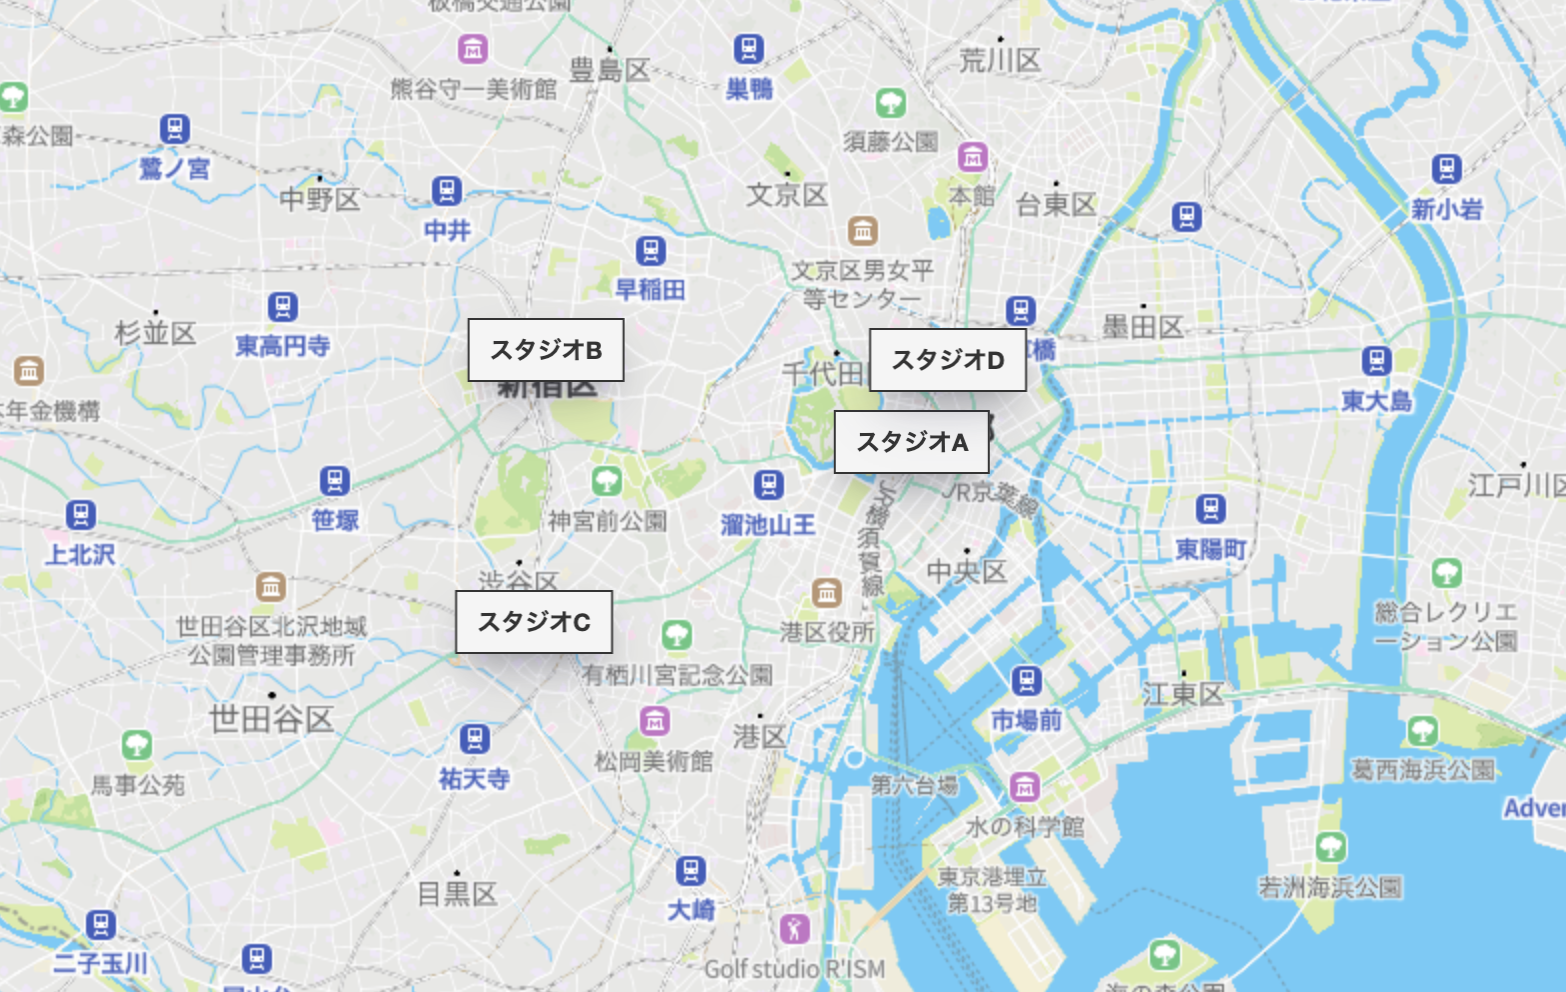 熊谷守一美術館
豊島区
巣鴨
荒川区
森公園
須藤公園
鷺ノ宮
中野区
中井
文京区
本館
台東区
新小岩
早稲田
文京区男女平
等センター
杉並区
東高円寺
墨田区
橋
スタジオB
新宿区
千代田
スタジオD
東大島
年金機構
スタジオA
JR京葉線
JR横須賀線
江戸川区
笹塚
神宮前公園
溜池山王
上北沢
東陽町
渋谷区
中央区
スタジオC
世田谷区北沢地域
公園管理事務所
港区役所
総合レクリエ
ーション公園
有栖川宮記念公園
世田谷区
江東区
市場前
港区
松岡美術館
祐天寺
馬事公苑
第六台場
葛西海浜公園
Adven
水の科学館
東京港埋立
第13号地
若洲海浜公園
目黒区
大崎
二子玉川
Golf studio R'ISM
海の森公園